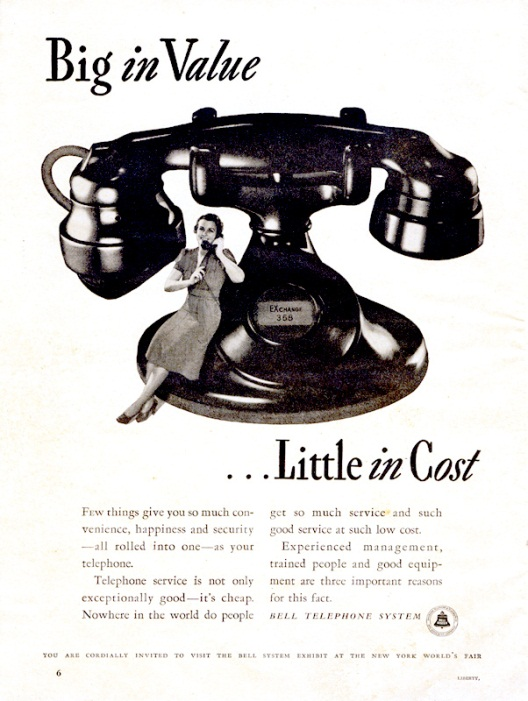 Big in Value
EXCHANGE
355
...Little in Cost
FEW things give you so much con-
venience, happiness and security
—all rolled into one—as your
telephone.
Telephone service is not only
exceptionally good—it's cheap.
Nowhere in the world do people
get so much service and such
good service at such low cost.
Experienced management,
trained people and good equip-
ment are three important reasons
for this fact.
BELL TELEPHONE SYSTEM
YOU ARE CORDIALLY INVITED TO VISIT THE BELL SYSTEM EXHIBIT AT THE NEW YORK WORLD'S FAIR
6
LIBERTY,